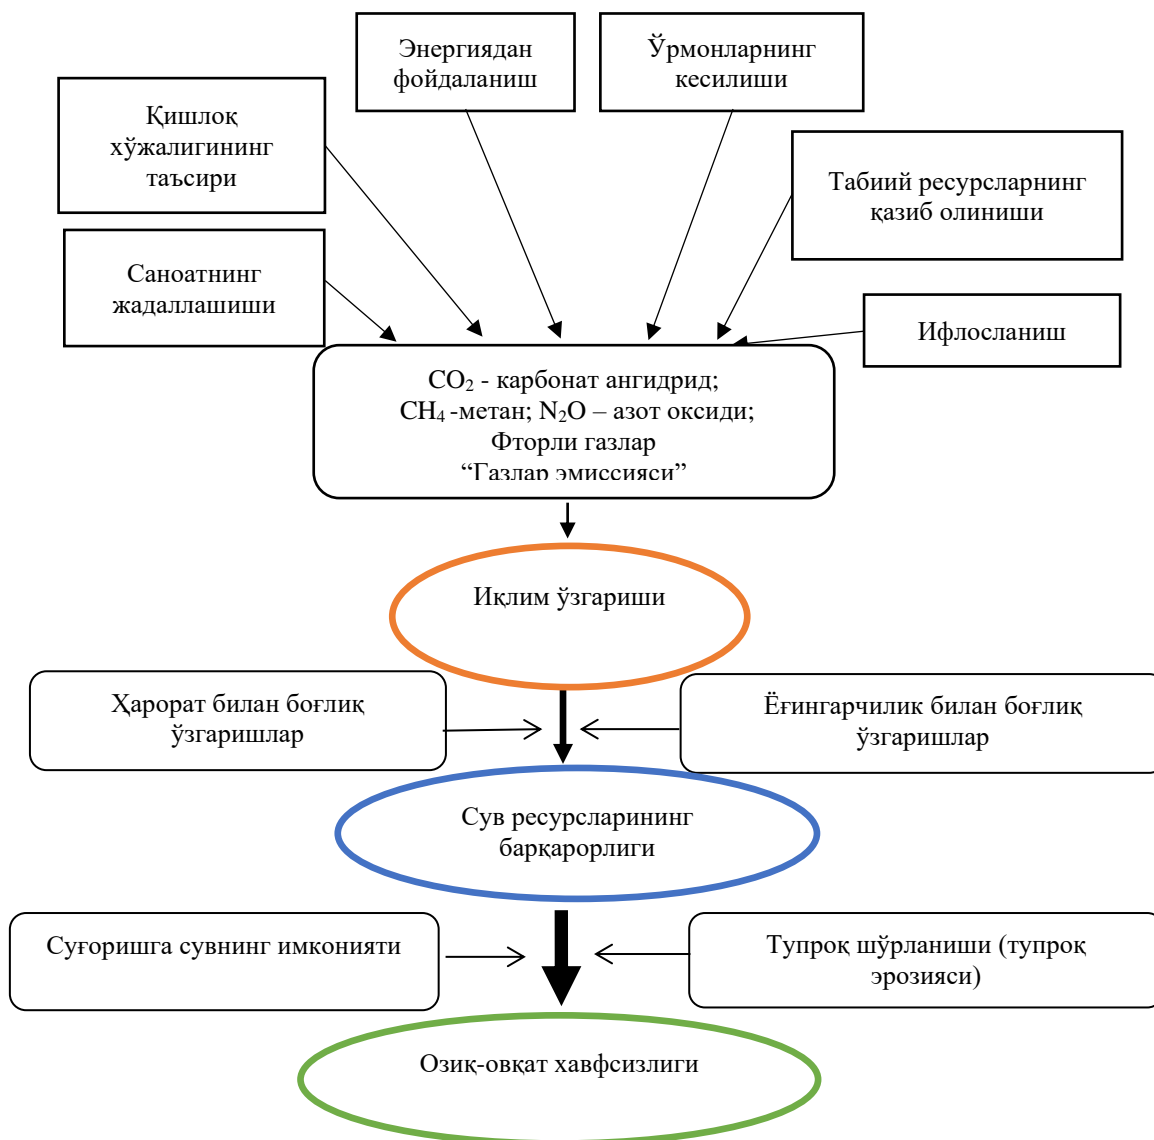 Энергиядан
фойдаланиш
Ўрмонларнинг
кесилиши
Қишлоқ
хўжалигининг
таъсири
Табиий ресурсларнинг
қазиб олиниши
Саноатнинг
жадаллашиши
Ифлосланиш
CO₂ - карбонат ангидрид;
CH₄ -метан; N₂O – азот оксиди;
Фторли газлар
“Газлар эмиссияси”
Иқлим ўзгариши
Ҳарорат билан боғлиқ
ўзгаришлар
Ёғингарчилик билан боғлиқ
ўзгаришлар
Сув ресурсларининг
барқарорлиги
Суғоришга сувнинг имконияти
Тупроқ шўрланиши (тупроқ
эрозияси)
Озиқ-овқат хавфсизлиги